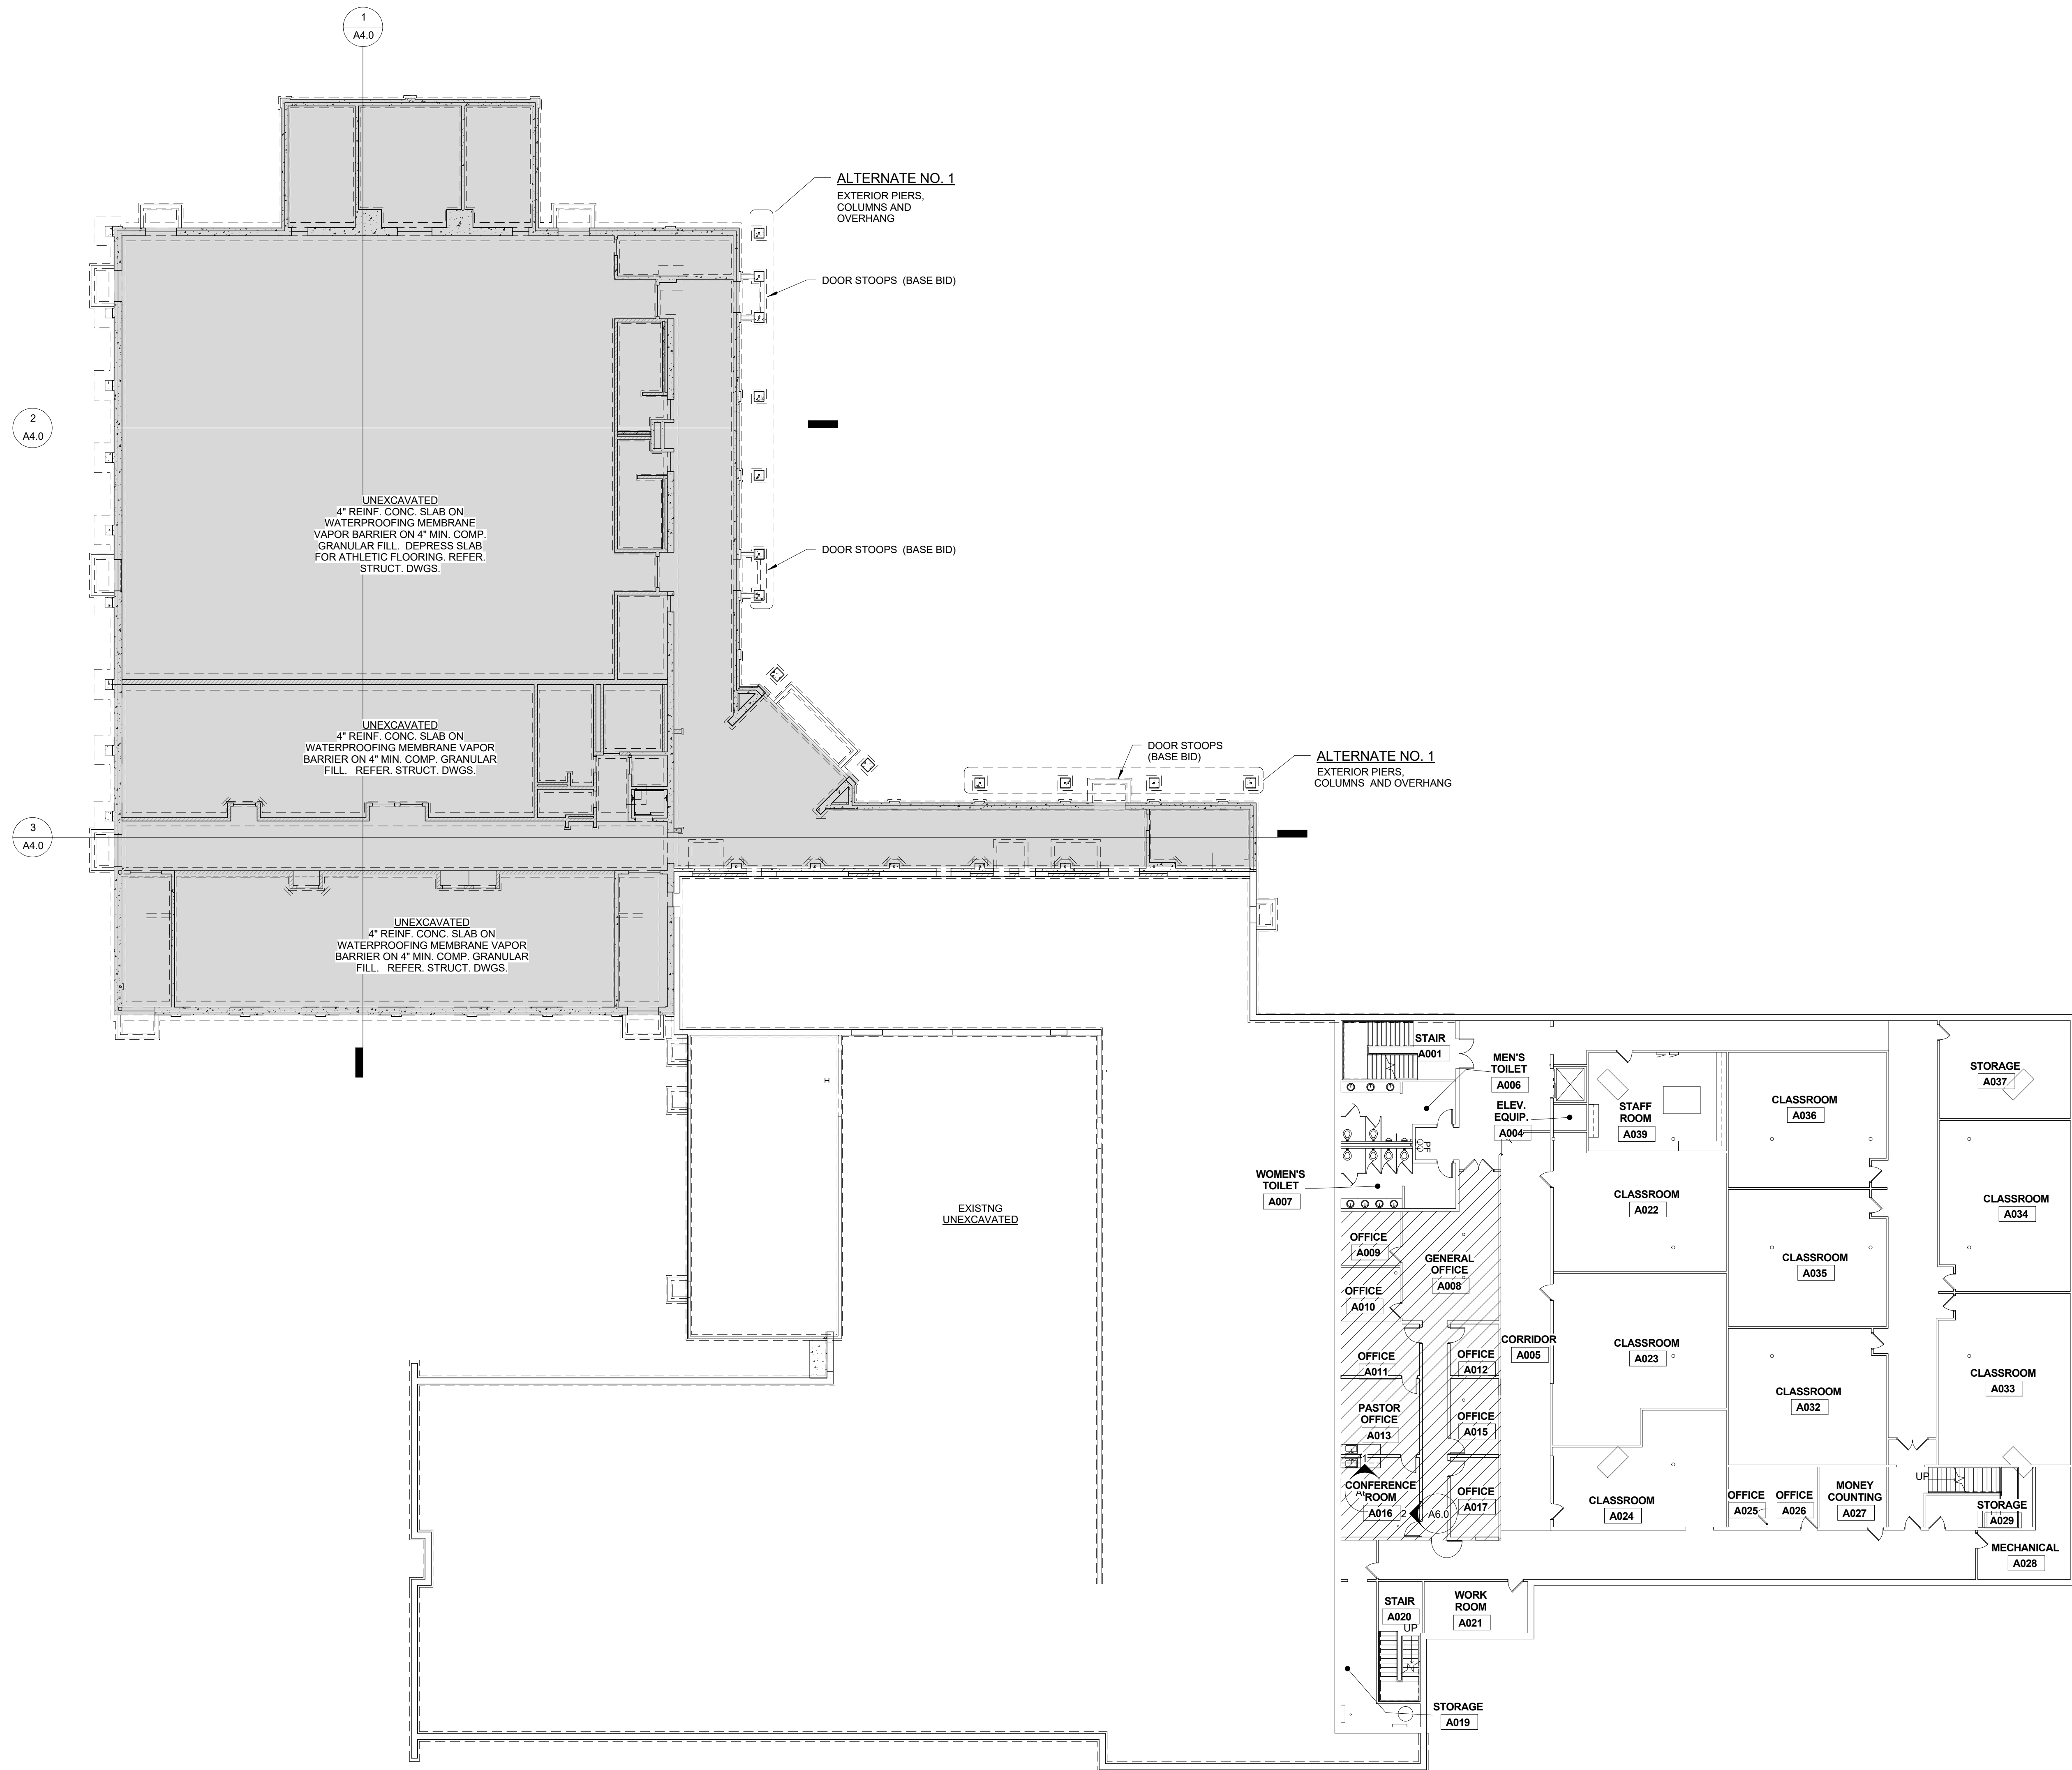 1
A4.0
ALTERNATE NO. 1
EXTERIOR PIERS,
COLUMNS AND
OVERHANG
DOOR STOOPS (BASE BID)
2
A4.0
UNEXCAVATED
4" REINF. CONC. SLAB ON
WATERPROOFING MEMBRANE
VAPOR BARRIER ON 4" MIN. COMP.
GRANULAR FILL. DEPRESS SLAB
FOR ATHLETIC FLOORING. REFER.
STRUCT. DWGS.
DOOR STOOPS (BASE BID)
UNEXCAVATED
4" REINF. CONC. SLAB ON
WATERPROOFING MEMBRANE VAPOR
BARRIER ON 4" MIN. COMP. GRANULAR
FILL. REFER. STRUCT. DWGS.
DOOR STOOPS
(BASE BID)
ALTERNATE NO. 1
EXTERIOR PIERS,
COLUMNS AND OVERHANG
3
A4.0
UNEXCAVATED
4" REINF. CONC. SLAB ON
WATERPROOFING MEMBRANE VAPOR
BARRIER ON 4" MIN. COMP. GRANULAR
FILL. REFER. STRUCT. DWGS.
STAIR
A001
MEN'S
TOILET
A006
ELEV.
EQUIP.
A004
STAFF
ROOM
A039
CLASSROOM
A036
STORAGE
A037
WOMEN'S
TOILET
A007
EXISTNG
UNEXCAVATED
CLASSROOM
A022
CLASSROOM
A034
OFFICE
A009
GENERAL
OFFICE
A008
CLASSROOM
A035
OFFICE
A010
OFFICE
A011
OFFICE
A012
CORRIDOR
A005
CLASSROOM
A023
CLASSROOM
A032
CLASSROOM
A033
PASTOR
OFFICE
A013
OFFICE
A015
1
CONFERENCE
ROOM
A016
2
A6.0
OFFICE
A017
CLASSROOM
A024
OFFICE
A025
OFFICE
A026
MONEY
COUNTING
A027
UP
STORAGE
A029
MECHANICAL
A028
STAIR
A020
UP
WORK
ROOM
A021
STORAGE
A019